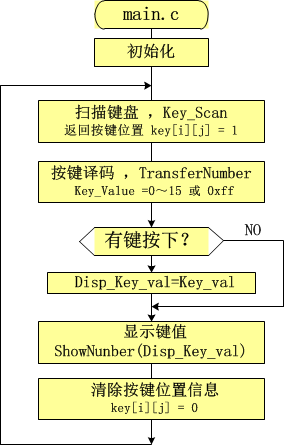 main.c
初始化
扫描键盘 ，Key_Scan
返回按键位置 key[i][j] = 1
按键译码 ，TransferNumber
Key_Value =0～15 或 0xff
有键按下？
NO
Disp_Key_val=Key_val
显示键值
ShowNunber(Disp_Key_val)
清除按键位置信息
key[i][j] = 0